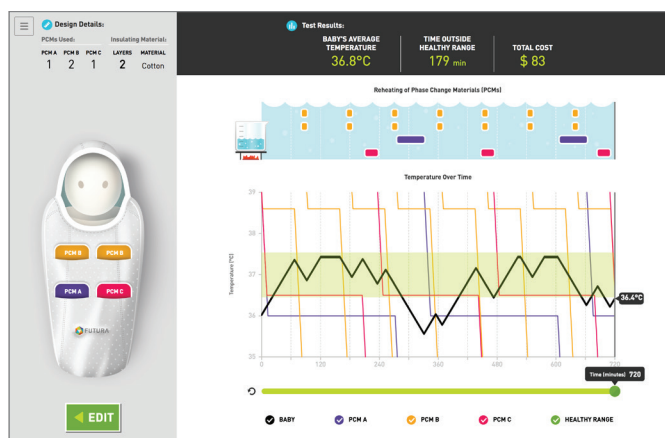 Design Details:
PCMs Used:
Insulating Material:
PCM A PCM B PCM C LAYERS MATERIAL
1 2 1 2 Cotton
Test Results:
BABY'S AVERAGE TEMPERATURE
36.8°C
TIME OUTSIDE HEALTHY RANGE
179 min
TOTAL COST
$ 83
PCM B PCM B
PCM A PCM C
FUTURA
EDIT
Reheating of Phase Change Materials (PCMs)
Temperature Over Time
Temperature (°C)
39
38
37
36
35
36.4°C
0 120 240 360 480 600 720
Time (minutes) 720
BABY PCM A PCM B PCM C HEALTHY RANGE